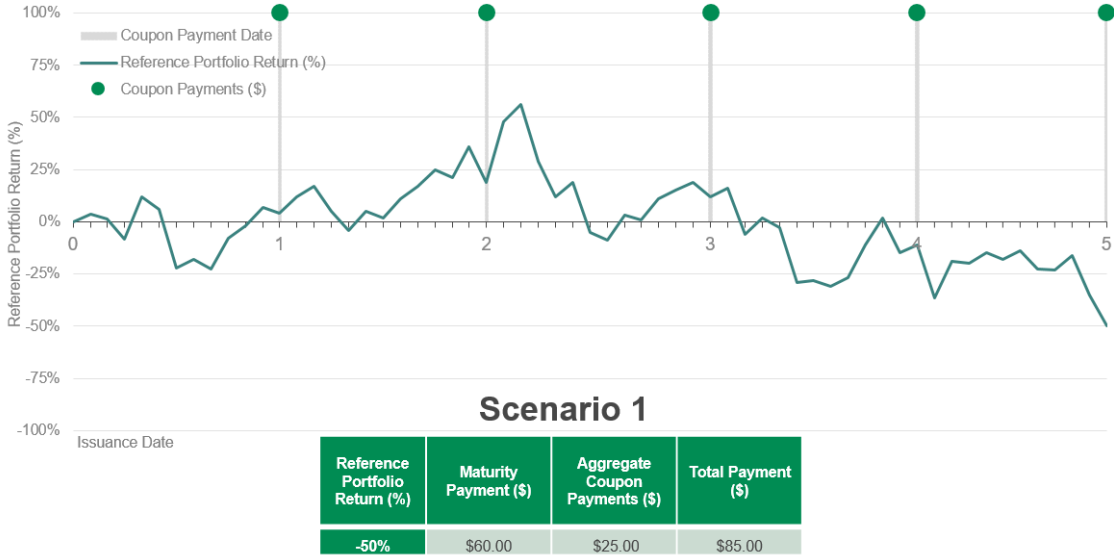 100%
Coupon Payment Date
75%
Reference Portfolio Return (%)
Coupon Payments ($)
50%
25%
0%
-25%
-50%
-75%
-100%
Reference Portfolio Return (%)
0
1
2
3
4
5
Scenario 1
Issuance Date
Reference
Portfolio
Return (%)
Maturity
Payment ($)
Aggregate
Coupon
Payments ($)
Total Payment
($)
-50%
$60.00
$25.00
$85.00